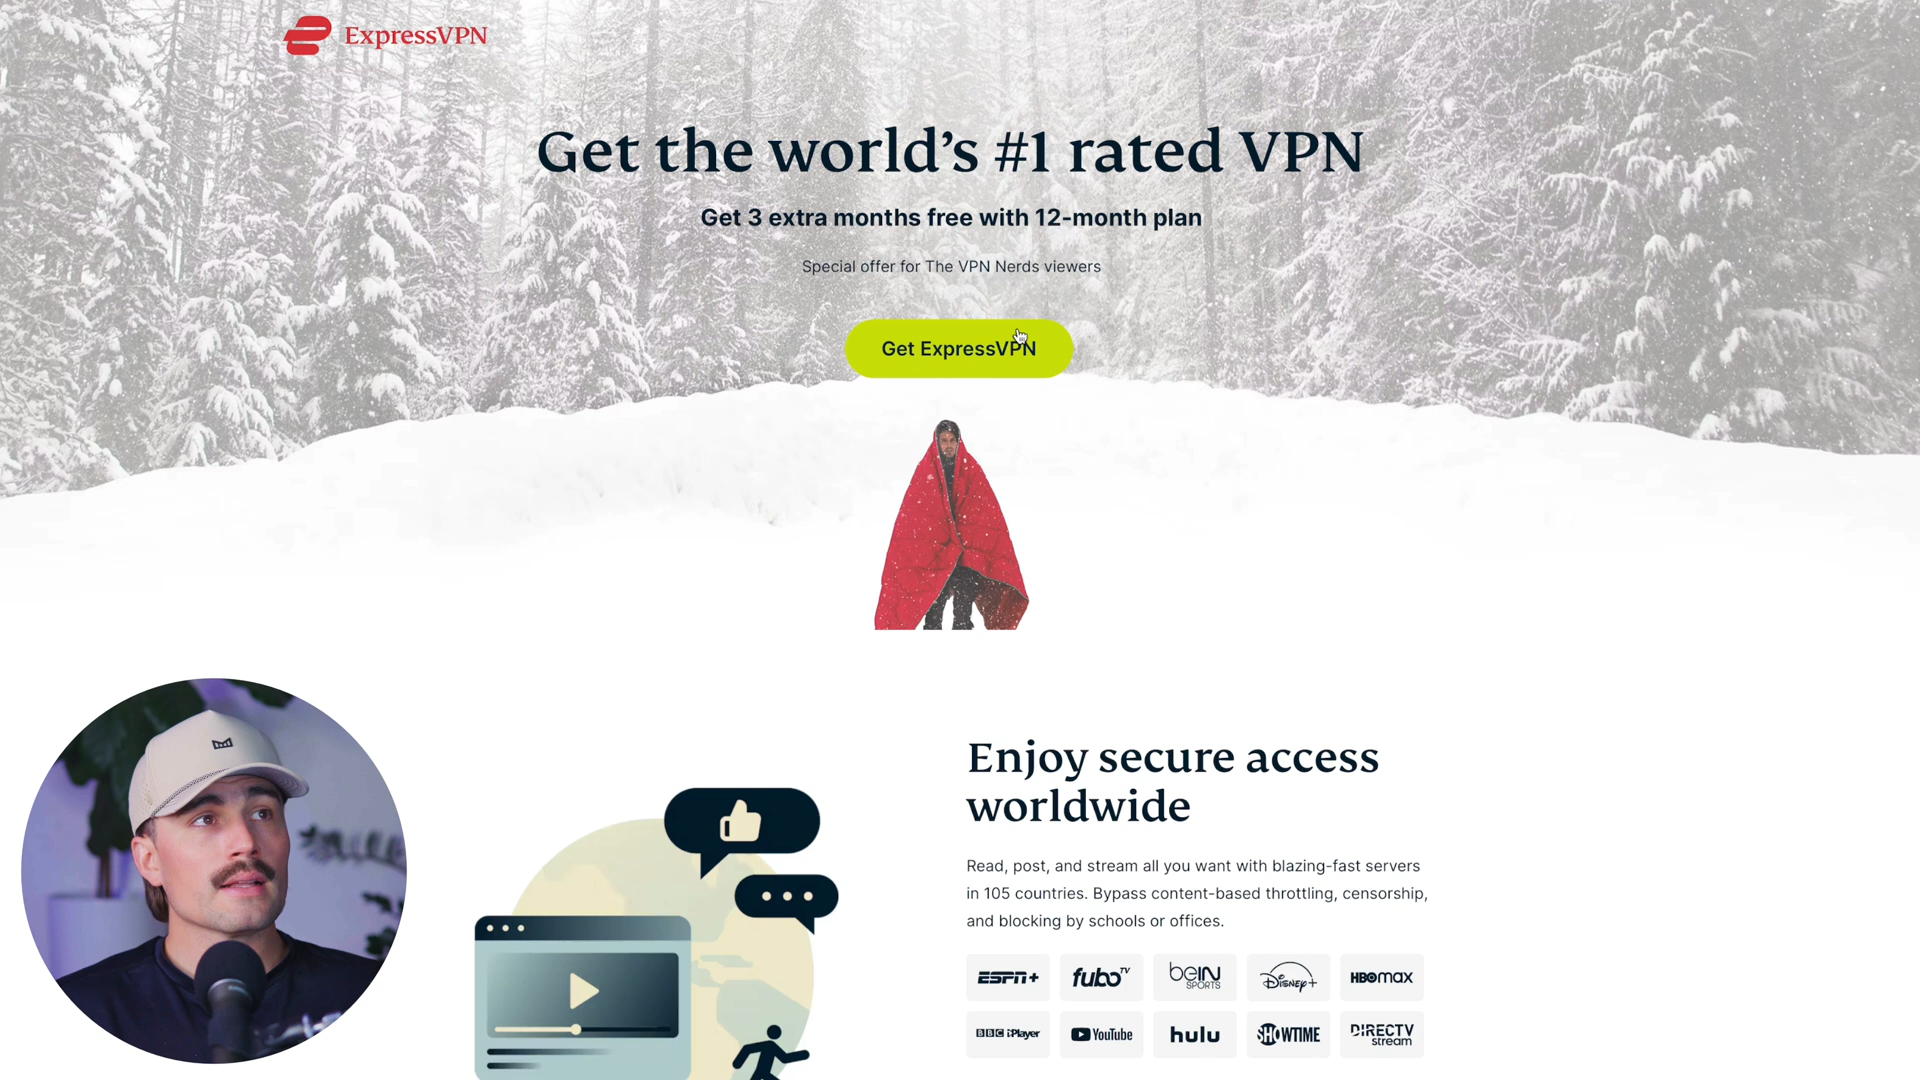 ExpressVPN
Get the world’s #1 rated VPN
Get 3 extra months free with 12-month plan
Special offer for The VPN Nerds viewers
Get ExpressVPN
Enjoy secure access
worldwide
Read, post, and stream all you want with blazing-fast servers
in 105 countries. Bypass content-based throttling, censorship,
and blocking by schools or offices.
ESPN+ fuboTV beIN SPORTS Disney+ HBOmax
BBC iPlayer YouTube hulu SHOWTIME DIRECTV stream